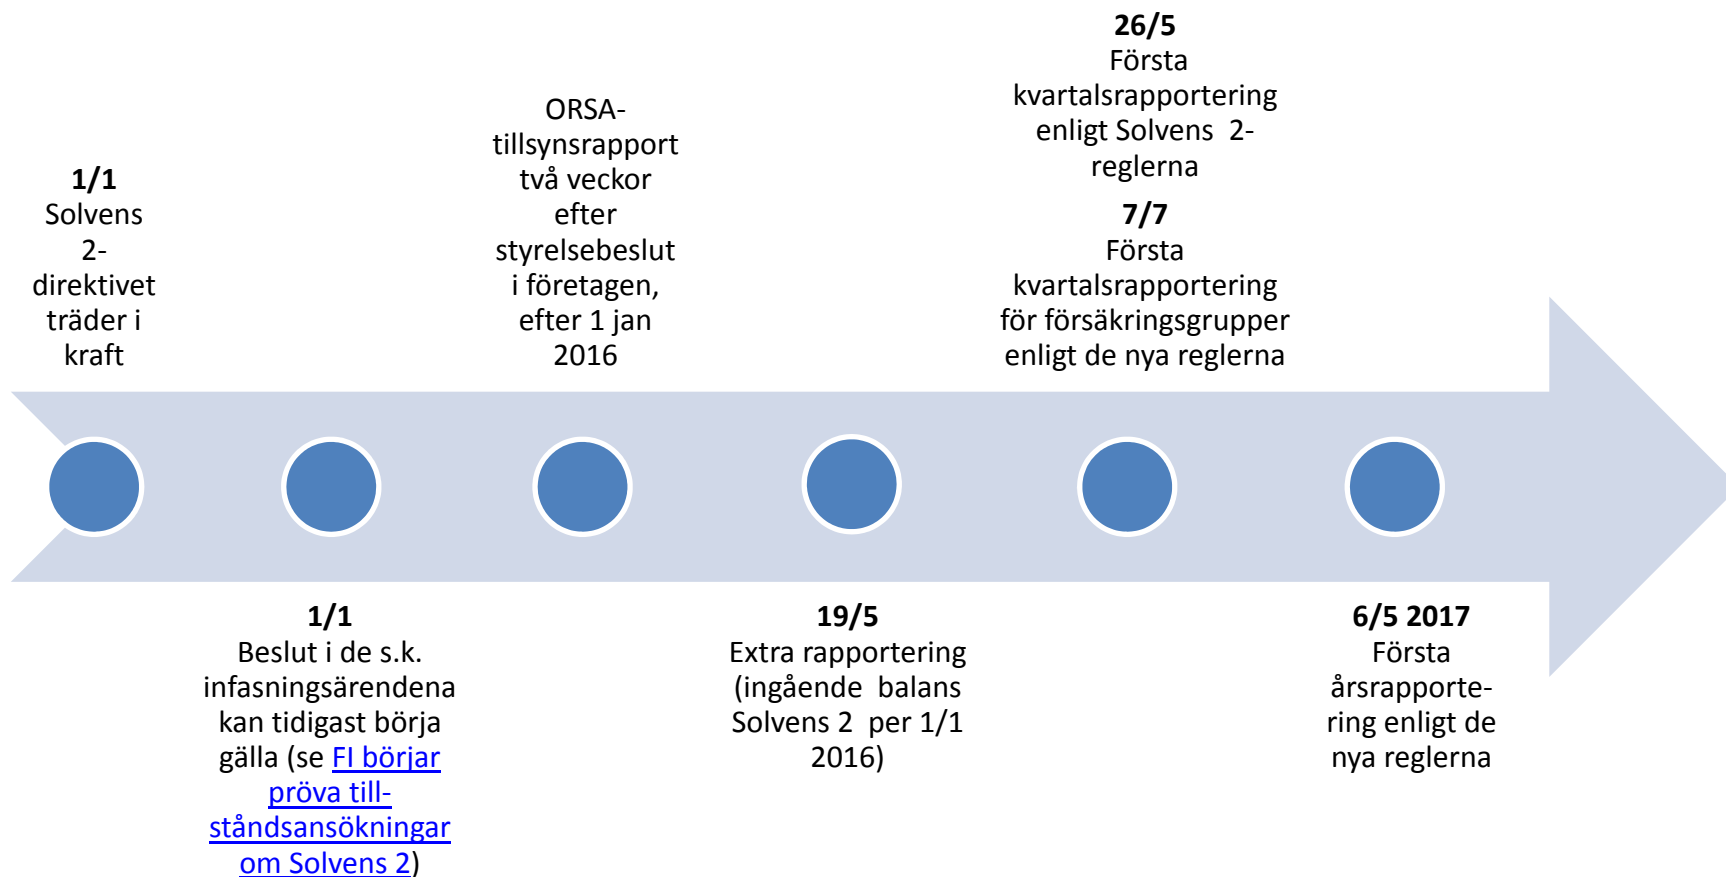 1/1
Solvens
2-
direktivet
träder i
kraft
1/1
Beslut i de s.k.
infasningsärendena
kan tidigast börja
gälla (se FI börjar
pröva till-
ståndsansökningar
om Solvens 2)
ORSA-
tillsynsrapport
två veckor
efter
styrelsebeslut
i företagen,
efter 1 jan
2016
19/5
Extra rapportering
(ingående balans
Solvens 2 per 1/1
2016)
26/5
Första
kvartalsrapportering
enligt Solvens 2-
reglerna
7/7
Första
kvartalsrapportering
för försäkringsgrupper
enligt de nya reglerna
6/5 2017
Första
årsrapporte-
ring enligt de
nya reglerna